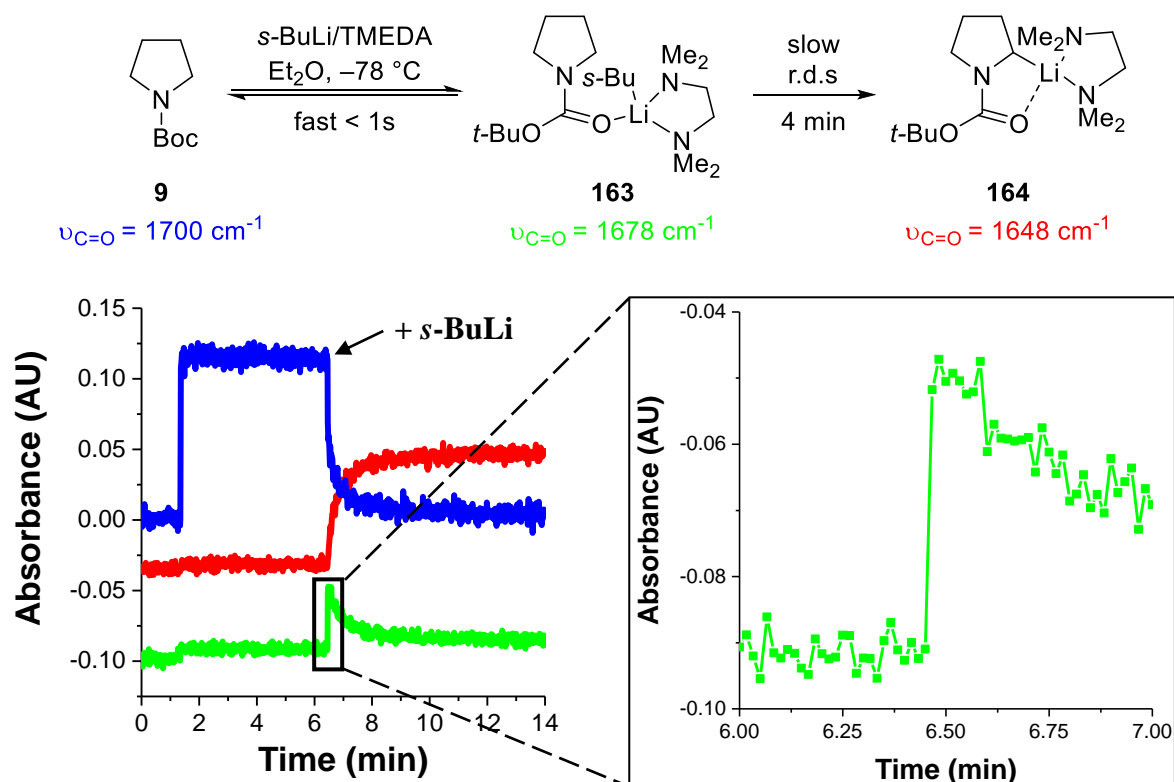 s-BuLi/TMEDA
Et2O, –78 °C
fast < 1s
N
Boc
9
υC=O = 1700 cm-1
N
s-Bu
Me2
N
Li
N
Me2
t-BuO
O
163
υC=O = 1678 cm-1
slow
r.d.s
4 min
Me2
N
N
Li
N
Me2
t-BuO
O
164
υC=O = 1648 cm-1
+ s-BuLi
Absorbance (AU)
0.15
0.10
0.05
0.00
-0.05
-0.10
0 2 4 6 8 10 12 14
Time (min)
Absorbance (AU)
-0.04
-0.06
-0.08
-0.10
6.00 6.25 6.50 6.75 7.00
Time (min)